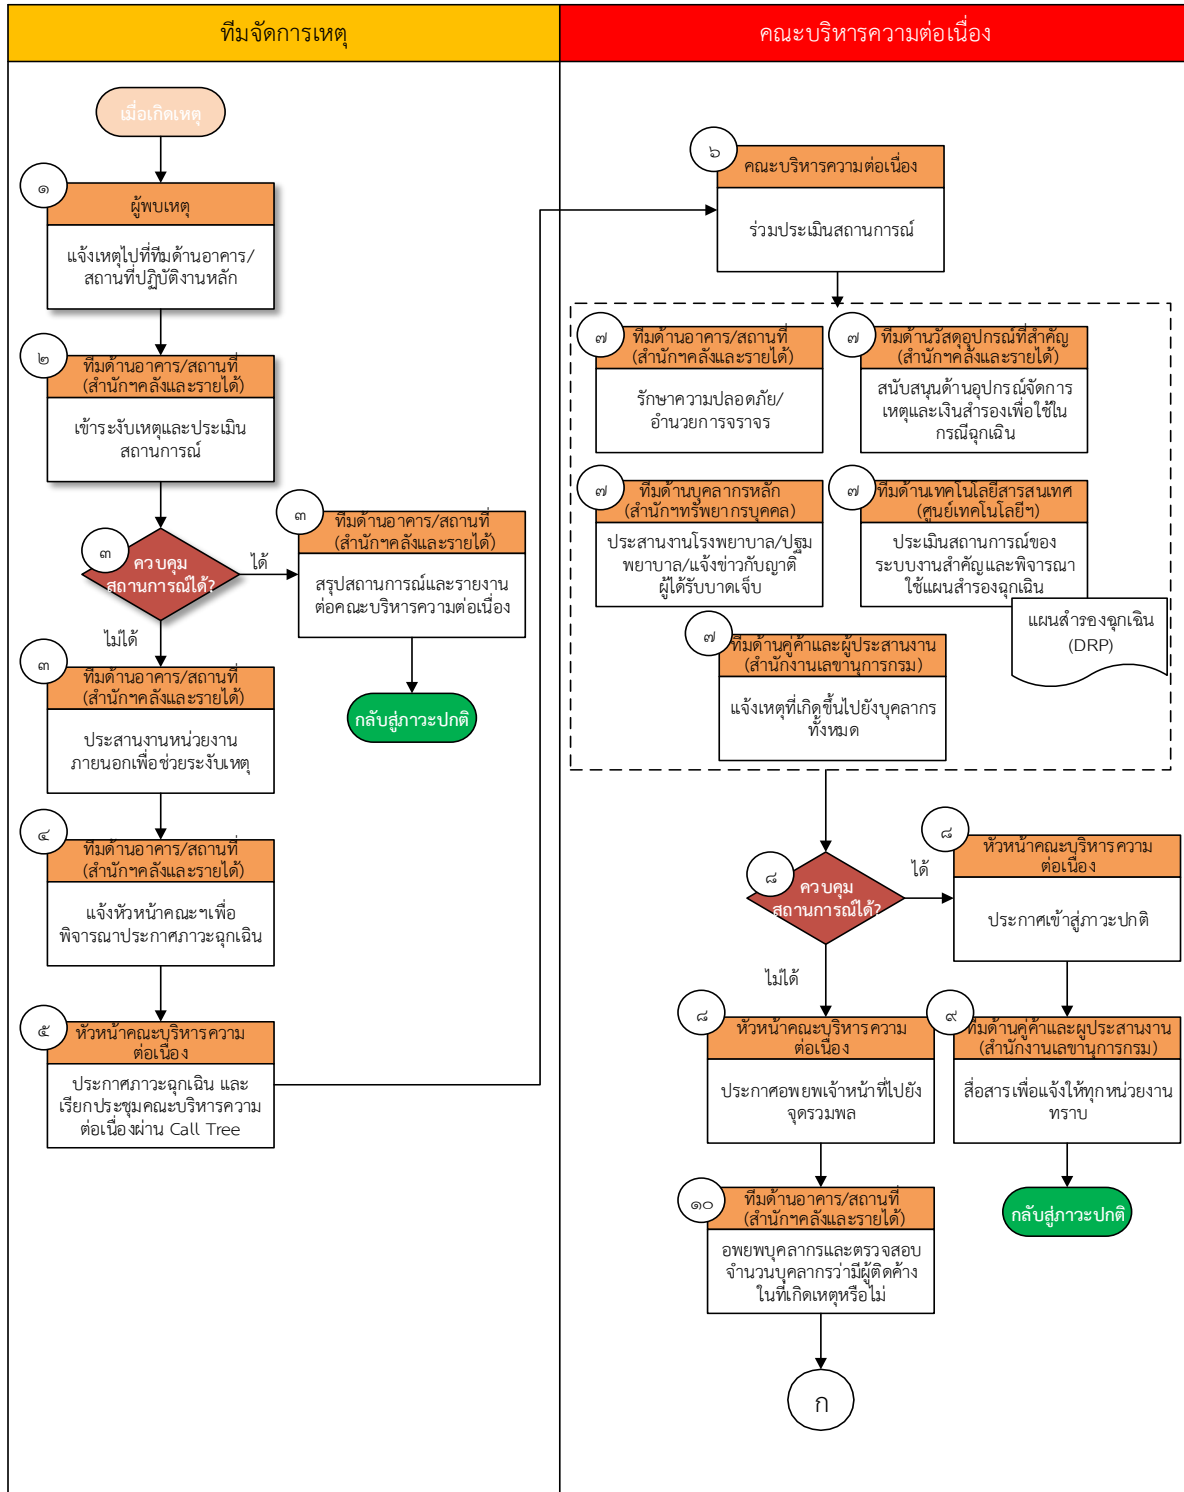 ทีมจัดการเหตุ
คณะบริหารความต่อเนื่อง
เมื่อเกิดเหตุ
๑
ผู้พบเหตุ
แจ้งเหตุไปที่ทีมด้านอาคาร/
สถานที่ปฏิบัติงานหลัก
๒
ทีมด้านอาคาร/สถานที่
(สำนักฯคลังและรายได้)
เข้าระงับเหตุและประเมิน
สถานการณ์
๓
ควบคุม
สถานการณ์ได้?
ได้
ไม่ได้
๓
ทีมด้านอาคาร/สถานที่
(สำนักฯคลังและรายได้)
สรุปสถานการณ์และรายงาน
ต่อคณะบริหารความต่อเนื่อง
กลับสู่ภาวะปกติ
๓
ทีมด้านอาคาร/สถานที่
(สำนักฯคลังและรายได้)
ประสานงานหน่วยงาน
ภายนอกเพื่อช่วยระงับเหตุ
๔
ทีมด้านอาคาร/สถานที่
(สำนักฯคลังและรายได้)
แจ้งหัวหน้าคณะฯเพื่อ
พิจารณาประกาศภาวะฉุกเฉิน
๕
หัวหน้าคณะบริหารความ
ต่อเนื่อง
ประกาศภาวะฉุกเฉิน และ
เรียกประชุมคณะบริหารความ
ต่อเนื่องผ่าน Call Tree
๖
คณะบริหารความต่อเนื่อง
ร่วมประเมินสถานการณ์
๗
ทีมด้านอาคาร/สถานที่
(สำนักฯคลังและรายได้)
รักษาความปลอดภัย/
อำนวยการจราจร
๗
ทีมด้านวัสดุอุปกรณ์ที่สำคัญ
(สำนักฯคลังและรายได้)
สนับสนุนด้านอุปกรณ์จัดการ
เหตุและเงินสำรองเพื่อใช้ใน
กรณีฉุกเฉิน
๗
ทีมด้านบุคลากรหลัก
(สำนักฯทรัพยากรบุคคล)
ประสานงานโรงพยาบาล/ปฐม
พยาบาล/แจ้งข่าวกับญาติ
ผู้ได้รับบาดเจ็บ
๗
ทีมด้านเทคโนโลยีสารสนเทศ
(ศูนย์เทคโนโลยีฯ)
ประเมินสถานการณ์ของ
ระบบงานสำคัญและพิจารณา
ใช้แผนสำรองฉุกเฉิน
แผนสำรองฉุกเฉิน
(DRP)
๗
ทีมด้านคู่ค้าและผู้ประสานงาน
(สำนักงานเลขานุการกรม)
แจ้งเหตุที่เกิดขึ้นไปยังบุคลากร
ทั้งหมด
๘
ควบคุม
สถานการณ์ได้?
ได้
ไม่ได้
๘
หัวหน้าคณะบริหารความ
ต่อเนื่อง
ประกาศเข้าสู่ภาวะปกติ
๙
ทีมด้านคู่ค้าและผู้ประสานงาน
(สำนักงานเลขานุการกรม)
สื่อสารเพื่อแจ้งให้ทุกหน่วยงาน
ทราบ
กลับสู่ภาวะปกติ
๘
หัวหน้าคณะบริหารความ
ต่อเนื่อง
ประกาศอพยพเจ้าหน้าที่ไปยัง
จุดรวมพล
๑๐
ทีมด้านอาคาร/สถานที่
(สำนักฯคลังและรายได้)
อพยพบุคลากรและตรวจสอบ
จำนวนบุคลากรว่ามีผู้ติดค้าง
ในที่เกิดเหตุหรือไม่
ก